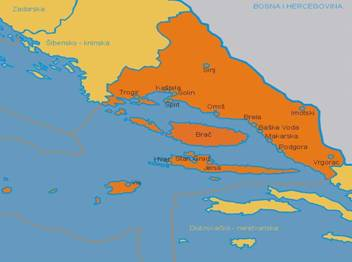 BOSNA I HERCEGOVINA
Zadarska
Šibensko - kninska
Sinj
Kaštela
Trogir
Solin
Split
Omiš
Imotski
Brela
Baška Voda
Brač
Makarska
Podgora
Hvar
Stari Grad
Vrgorac
Jelsa
Vis
Dubrovačko - neretvanska